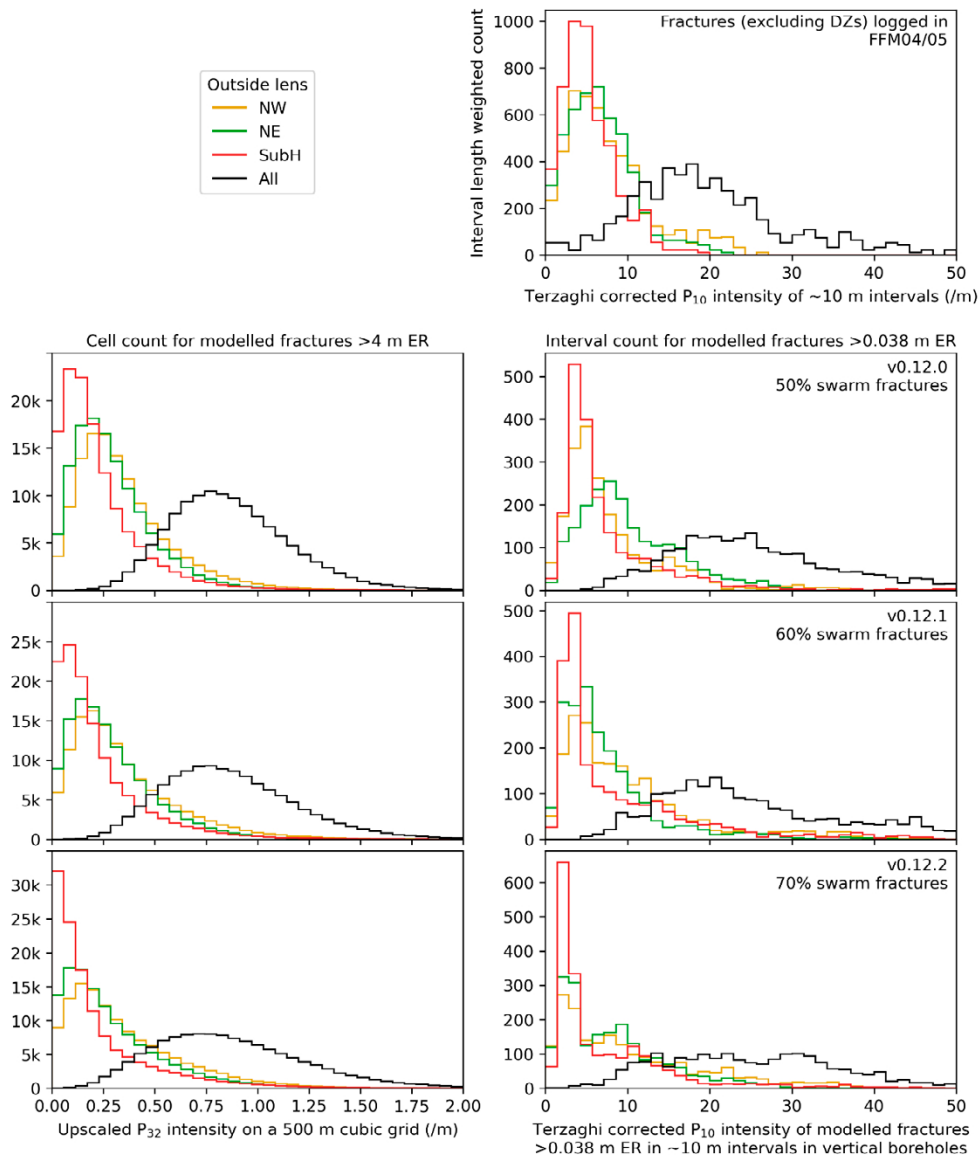 Outside lens
NW
NE
SubH
All
Fractures (excluding DZs) logged in
FFM04/05
Interval length weighted count
1000
800
600
400
200
0
0 10 20 30 40 50
Terzaghi corrected P10 intensity of ~10 m intervals (/m)
Cell count for modelled fractures >4 m ER
20k
15k
10k
5k
0
Interval count for modelled fractures >0.038 m ER
v0.12.0
50% swarm fractures
500
400
300
200
100
0
25k
20k
15k
10k
5k
0
v0.12.1
60% swarm fractures
500
400
300
200
100
0
30k
25k
20k
15k
10k
5k
0
0.00 0.25 0.50 0.75 1.00 1.25 1.50 1.75 2.00
Upscaled P32 intensity on a 500 m cubic grid (/m)
v0.12.2
70% swarm fractures
600
500
400
300
200
100
0
0 10 20 30 40 50
Terzaghi corrected P10 intensity of modelled fractures
>0.038 m ER in ~10 m intervals in vertical boreholes